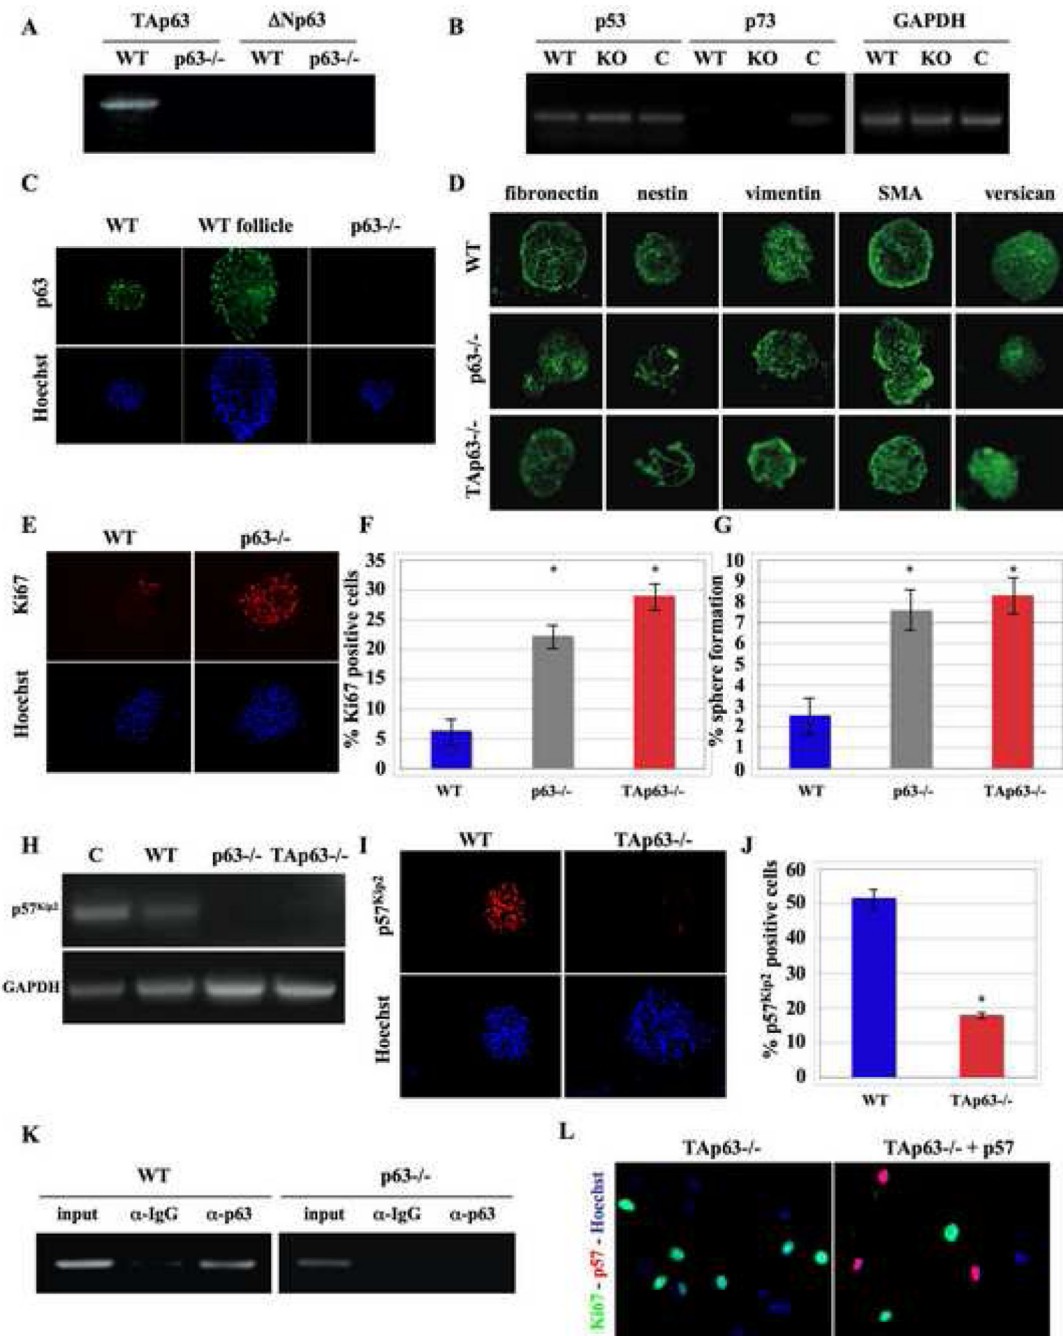 A
TAp63 ΔNp63
WT p63-/- WT p63-/-
B
p53 p73 GAPDH
WT KO C WT KO C WT KO C
C
WT WT follicle p63-/-
p63
Hoechst
D
fibronectin nestin vimentin SMA versican
WT
p63-/-
TAp63-/-
E
WT p63-/-
Ki67
Hoechst
F
% Ki67 positive cells
35
30
25
20
15
10
5
0
* *
WT p63-/- TAp63-/-
G
% sphere formation
10
9
8
7
6
5
4
3
2
1
0
* *
WT p63-/- TAp63-/-
H
C WT p63-/- TAp63-/-
p57Kip2
GAPDH
I
WT TAp63-/-
p57Kip2
Hoechst
J
% p57Kip2 positive cells
60
50
40
30
20
10
0
*
WT TAp63-/-
K
WT p63-/-
input α-IgG α-p63 input α-IgG α-p63
L
TAp63-/- TAp63-/- + p57
Ki67 - p57 - Hoechst